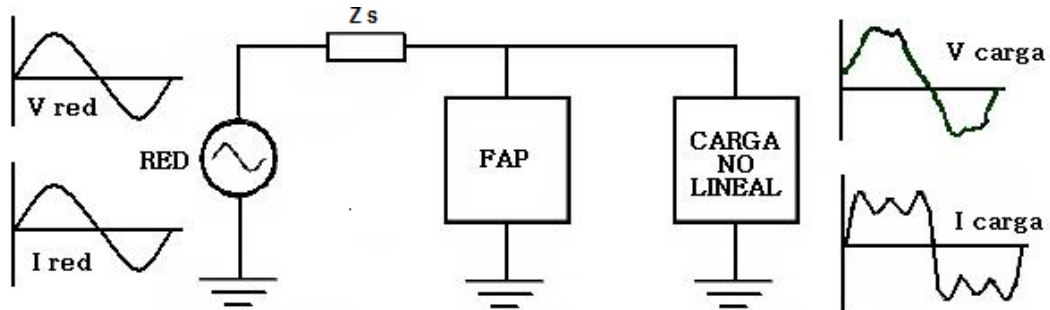 Z s
V red
RED
FAP
CARGA
NO
LINEAL
V carga
I red
I carga